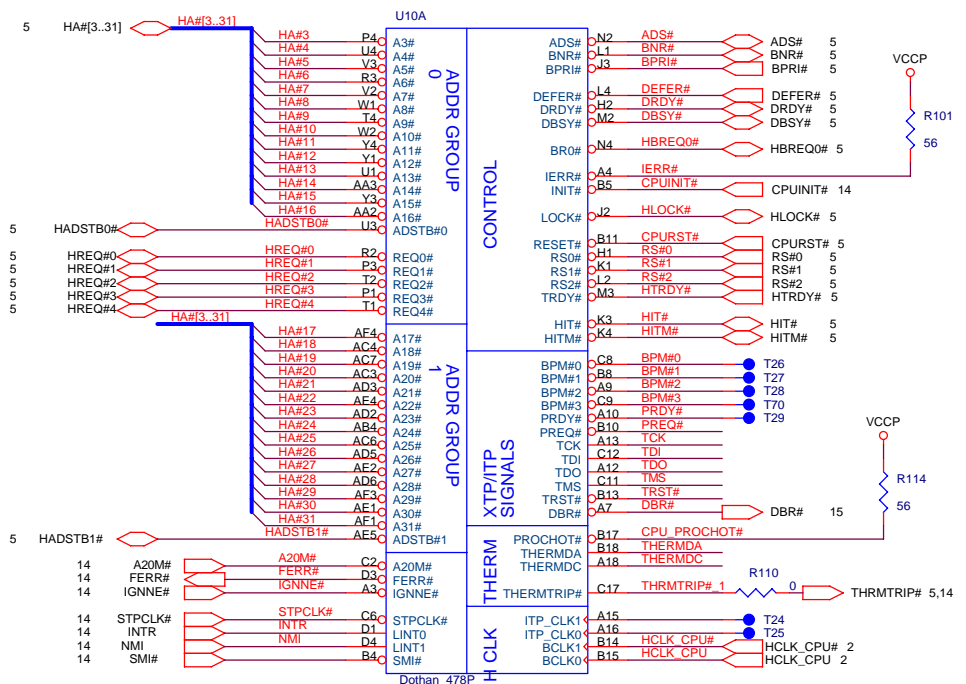 U10A
5 HA#[3..31] HA#[3..31]
HA#3 P4 A3#
HA#4 U4 A4#
HA#5 V3 A5#
HA#6 R3 A6#
HA#7 V2 A7#
HA#8 W1 A8#
HA#9 T4 A9#
HA#10 W2 A10#
HA#11 Y4 A11#
HA#12 Y1 A12#
HA#13 U1 A13#
HA#14 AA3 A14#
HA#15 Y3 A15#
HA#16 AA2 A16#
5 HADSTB0# HADSTB0# U3 ADSTB#0
5 HREQ#0 HREQ#0 R2 REQ0#
5 HREQ#1 HREQ#1 P3 REQ1#
5 HREQ#2 HREQ#2 T2 REQ2#
5 HREQ#3 HREQ#3 P1 REQ3#
5 HREQ#4 HREQ#4 T1 REQ4#
ADDR GROUP 0
HA#[3..31]
HA#17 AF4 A17#
HA#18 AC4 A18#
HA#19 AC7 A19#
HA#20 AC3 A20#
HA#21 AD3 A21#
HA#22 AE4 A22#
HA#23 AD2 A23#
HA#24 AB4 A24#
HA#25 AC6 A25#
HA#26 AD5 A26#
HA#27 AE2 A27#
HA#28 AD6 A28#
HA#29 AF3 A29#
HA#30 AE1 A30#
HA#31 AF1 A31#
5 HADSTB1# HADSTB1# AE5 ADSTB#1
ADDR GROUP 1
14 A20M# A20M# C2 A20M#
14 FERR# FERR# D3 FERR#
14 IGNNE# IGNNE# A3 IGNNE#
14 STPCLK# STPCLK# C6 STPCLK#
14 INTR INTR D1 LINT0
14 NMI NMI D4 LINT1
14 SMI# B4 SMI#
CONTROL
ADS# N2 ADS# ADS# 5
BNR# L1 BNR# BNR# 5
BPRI# J3 BPRI# BPRI# 5
DEFER# L4 DEFER# DEFER# 5
DRDY# H2 DRDY# DRDY# 5
DBSY# M2 DBSY# DBSY# 5
BR0# N4 HBREQ0# HBREQ0# 5
IERR# A4 IERR#
VCCP
R101
56
INIT# B5 CPUINIT# CPUINIT# 14
LOCK# J2 HLOCK# HLOCK# 5
RESET# B11 CPURST# CPURST# 5
RS0# H1 RS#0 RS#0 5
RS1# K1 RS#1 RS#1 5
RS2# L2 RS#2 RS#2 5
TRDY# M3 HTRDY# HTRDY# 5
HIT# K3 HIT# HIT# 5
HITM# K4 HITM# HITM# 5
XTP/ITP SIGNALS
BPM#0 C8 BPM#0 T26
BPM#1 B8 BPM#1 T27
BPM#2 A9 BPM#2 T28
BPM#3 C9 BPM#3 T70
PRDY# A10 PRDY# T29
PREQ# B10 PREQ#
TCK A13 TCK
TDI C12 TDI
TDO A12 TDO
TMS C11 TMS
TRST# B13 TRST#
DBR# A7 DBR# DBR# 15
VCCP
R114
56
THERM
PROCHOT# B17 CPU_PROCHOT#
THERMDA B18 THERMDA
THERMDC A18 THERMDC
THERMTRIP# C17 THRMTRIP#_1 R110 0 THRMTRIP# 5,14
H CLK
ITP_CLK1 A15 T24
ITP_CLK0 A16 T25
BCLK1 B14 HCLK_CPU# HCLK_CPU# 2
BCLK0 B15 HCLK_CPU HCLK_CPU 2
Dothan_478P